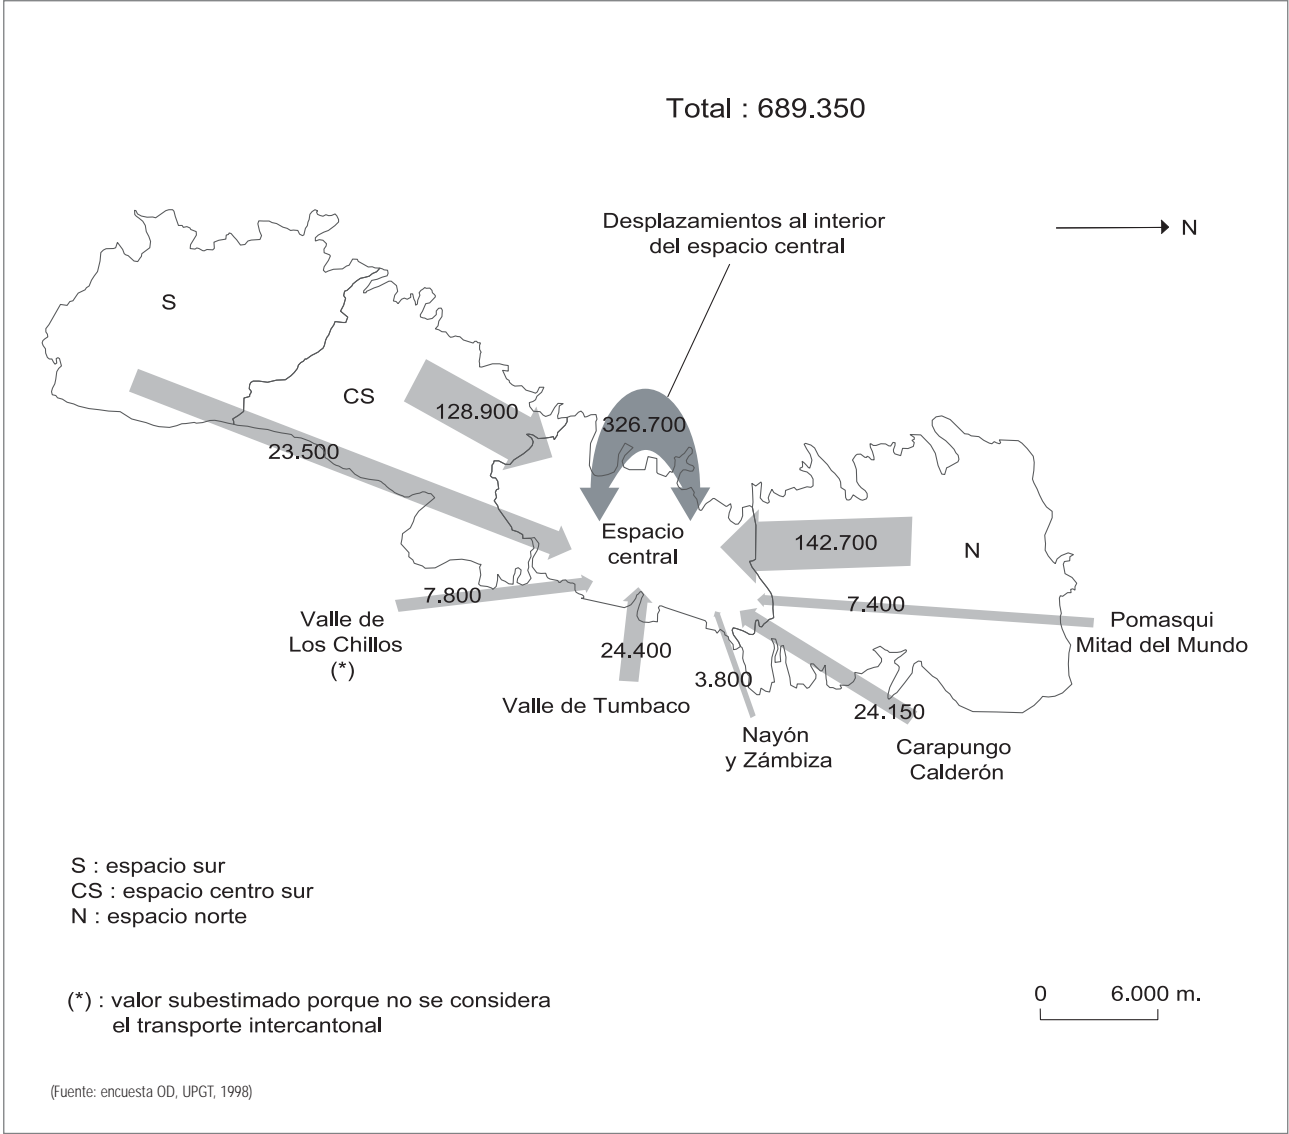 Total : 689.350
Desplazamientos al interior
del espacio central
N
S
CS
128.900
326.700
23.500
Espacio
central
142.700
N
7.800
7.400
Valle de
Los Chillos
(*)
Pomasqui
Mitad del Mundo
24.400
3.800
Valle de Tumbaco
24.150
Nayón
y Zámbiza
Carapungo
Calderón
S : espacio sur
CS : espacio centro sur
N : espacio norte
(*) : valor subestimado porque no se considera
el transporte intercantonal
0 6.000 m.
(Fuente: encuesta OD, UPGT, 1998)